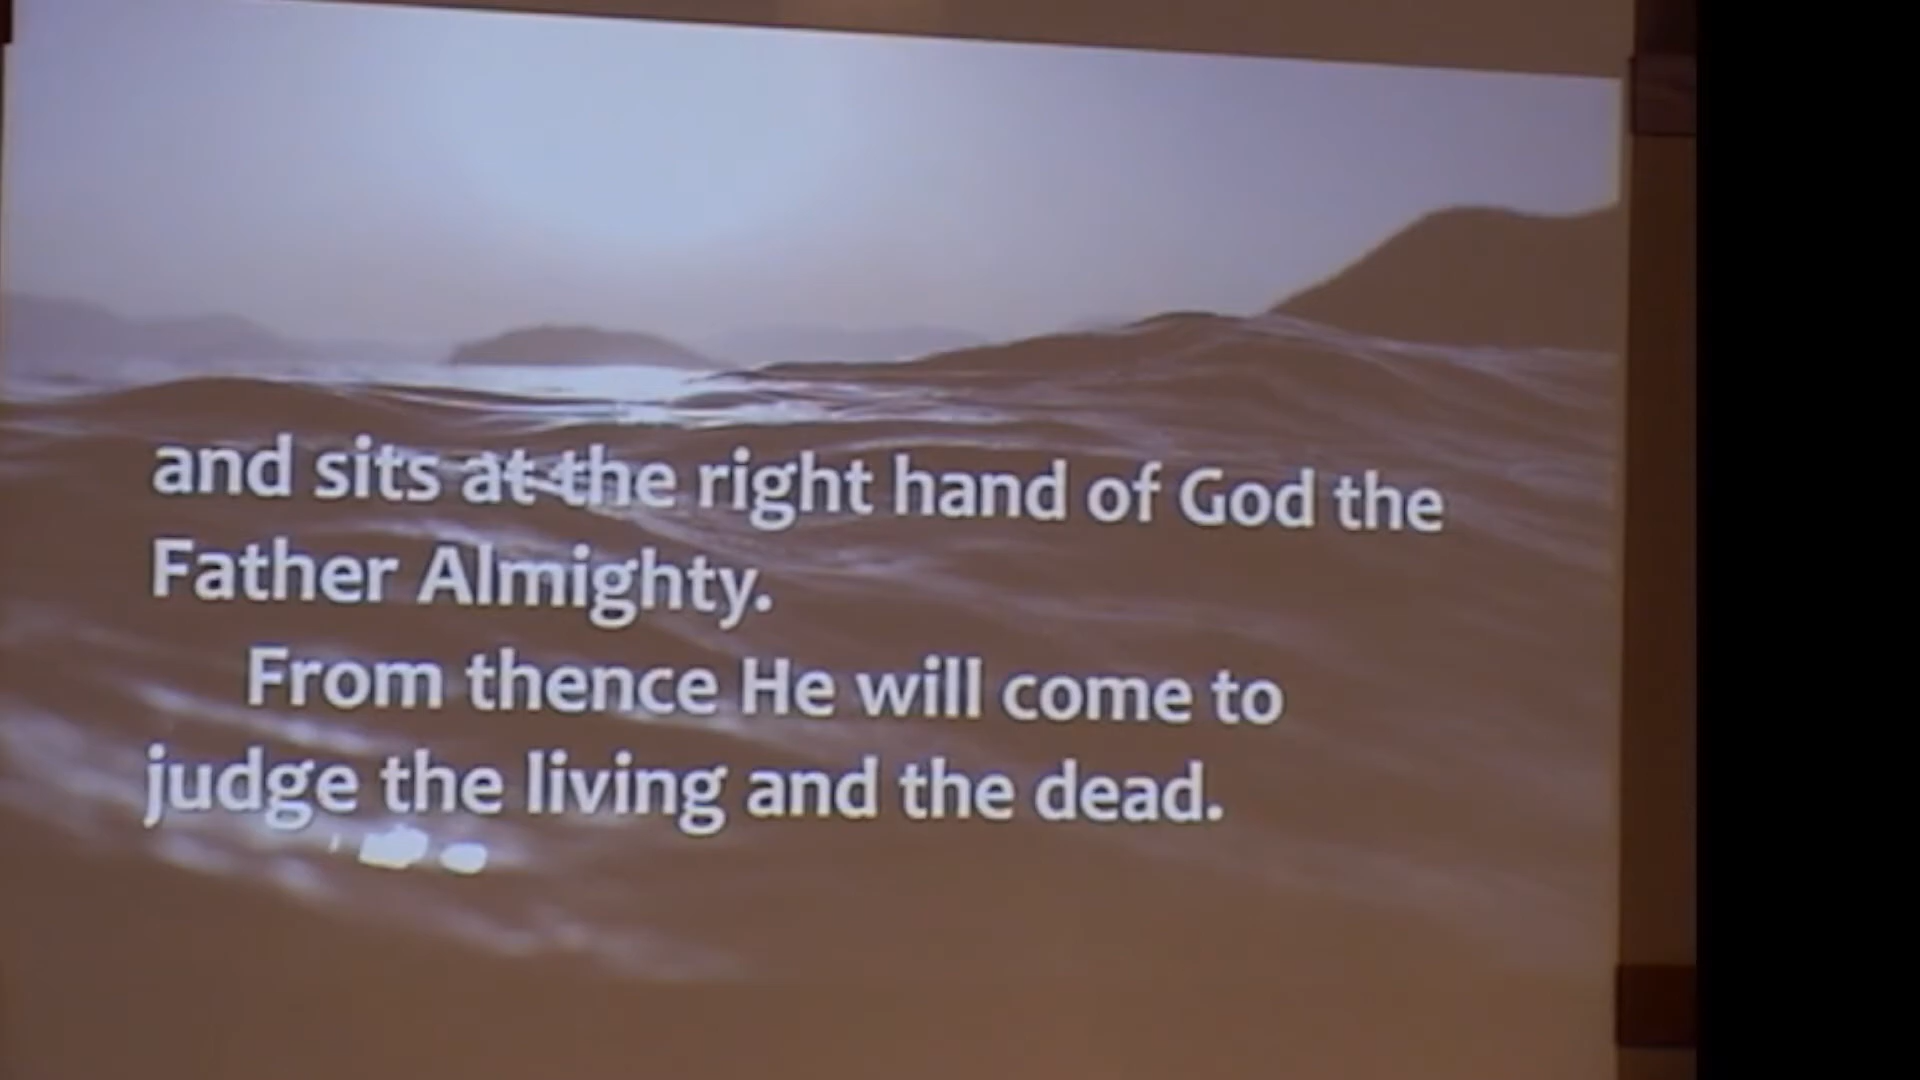 and sits at the right hand of God the
Father Almighty.
From thence He will come to
judge the living and the dead.